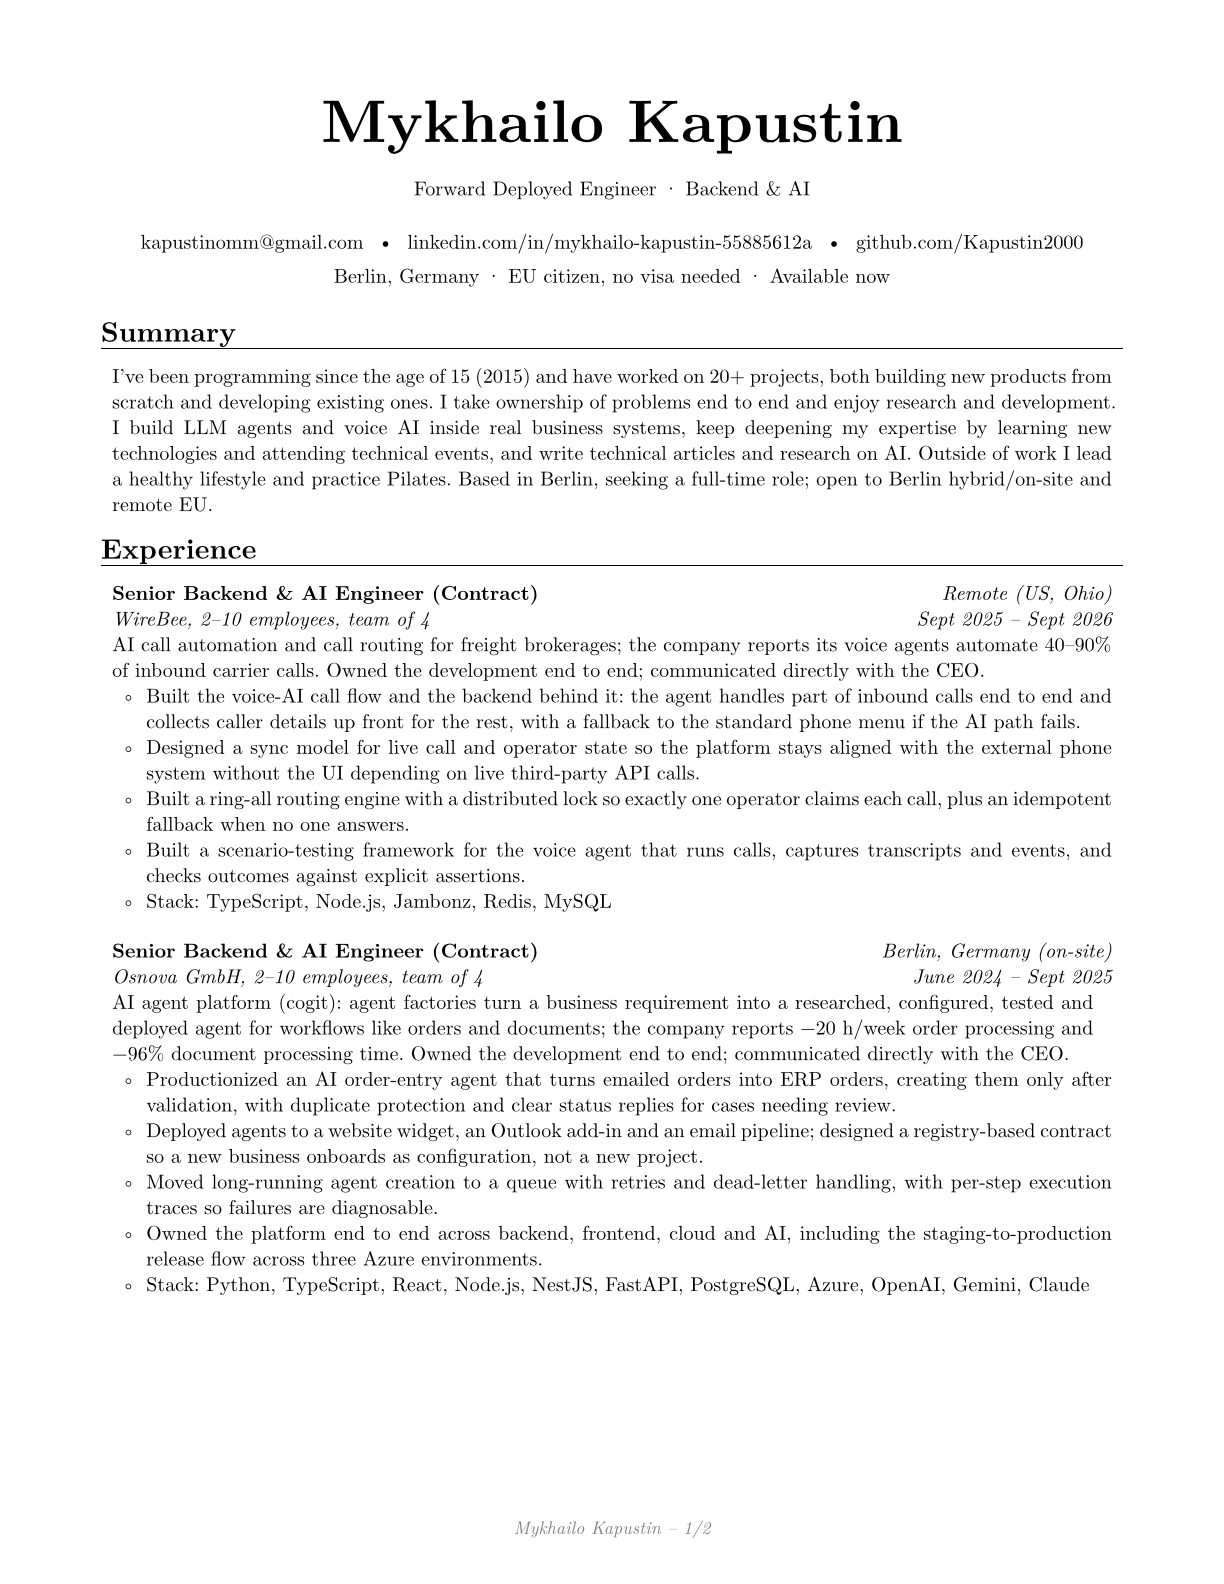 Mykhailo Kapustin
Forward Deployed Engineer · Backend & AI
kapustinomm@gmail.com • linkedin.com/in/mykhailo-kapustin-55885612a • github.com/Kapustin2000
Berlin, Germany · EU citizen, no visa needed · Available now
Summary
I've been programming since the age of 15 (2015) and have worked on 20+ projects, both building new products from
scratch and developing existing ones. I take ownership of problems end to end and enjoy research and development.
I build LLM agents and voice AI inside real business systems, keep deepening my expertise by learning new
technologies and attending technical events, and write technical articles and research on AI. Outside of work I lead
a healthy lifestyle and practice Pilates. Based in Berlin, seeking a full-time role; open to Berlin hybrid/on-site and
remote EU.
Experience
Senior Backend & AI Engineer (Contract) Remote (US, Ohio)
WireBee, 2–10 employees, team of 4 Sept 2025 – Sept 2026
AI call automation and call routing for freight brokerages; the company reports its voice agents automate 40–90%
of inbound carrier calls. Owned the development end to end; communicated directly with the CEO.
◦ Built the voice-AI call flow and the backend behind it: the agent handles part of inbound calls end to end and
collects caller details up front for the rest, with a fallback to the standard phone menu if the AI path fails.
◦ Designed a sync model for live call and operator state so the platform stays aligned with the external phone
system without the UI depending on live third-party API calls.
◦ Built a ring-all routing engine with a distributed lock so exactly one operator claims each call, plus an idempotent
fallback when no one answers.
◦ Built a scenario-testing framework for the voice agent that runs calls, captures transcripts and events, and
checks outcomes against explicit assertions.
◦ Stack: TypeScript, Node.js, Jambonz, Redis, MySQL
Senior Backend & AI Engineer (Contract) Berlin, Germany (on-site)
Osnova GmbH, 2–10 employees, team of 4 June 2024 – Sept 2025
AI agent platform (cogit): agent factories turn a business requirement into a researched, configured, tested and
deployed agent for workflows like orders and documents; the company reports −20 h/week order processing and
−96% document processing time. Owned the development end to end; communicated directly with the CEO.
◦ Productionized an AI order-entry agent that turns emailed orders into ERP orders, creating them only after
validation, with duplicate protection and clear status replies for cases needing review.
◦ Deployed agents to a website widget, an Outlook add-in and an email pipeline; designed a registry-based contract
so a new business onboards as configuration, not a new project.
◦ Moved long-running agent creation to a queue with retries and dead-letter handling, with per-step execution
traces so failures are diagnosable.
◦ Owned the platform end to end across backend, frontend, cloud and AI, including the staging-to-production
release flow across three Azure environments.
◦ Stack: Python, TypeScript, React, Node.js, NestJS, FastAPI, PostgreSQL, Azure, OpenAI, Gemini, Claude
Mykhailo Kapustin – 1/2